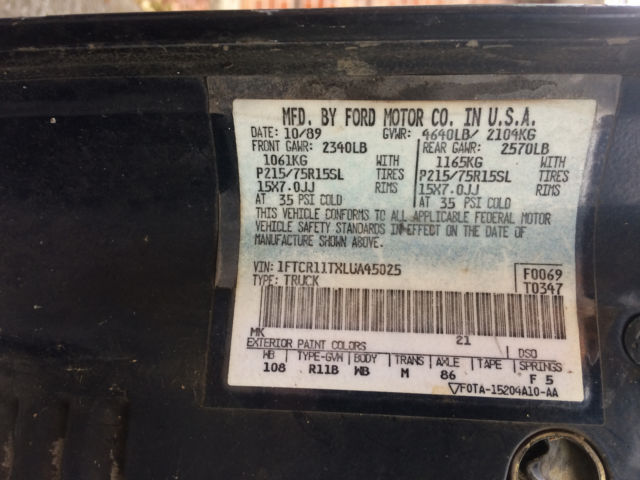 MFD. BY FORD MOTOR CO. IN U.S.A.
DATE: 10/89 GVWR: 4640LB/ 2104KG
FRONT GAWR: 2340LB REAR GAWR: 2570LB
1061KG WITH 1165KG WITH
P215/75R15SL TIRES P215/75R15SL TIRES
15X7.0JJ RIMS 15X7.0JJ RIMS
AT 35 PSI COLD AT 35 PSI COLD
THIS VEHICLE CONFORMS TO ALL APPLICABLE FEDERAL MOTOR
VEHICLE SAFETY STANDARDS IN EFFECT ON THE DATE OF
MANUFACTURE SHOWN ABOVE.
VIN: 1FTCR11TXLUA45025 F0069
TYPE: TRUCK T0347
MK 21
EXTERIOR PAINT COLORS DSO
WB TYPE-GVN BODY TRANS AXLE TAPE SPRINGS
108 R11B WB M 86 F 5
F0TA-15204A10-AA